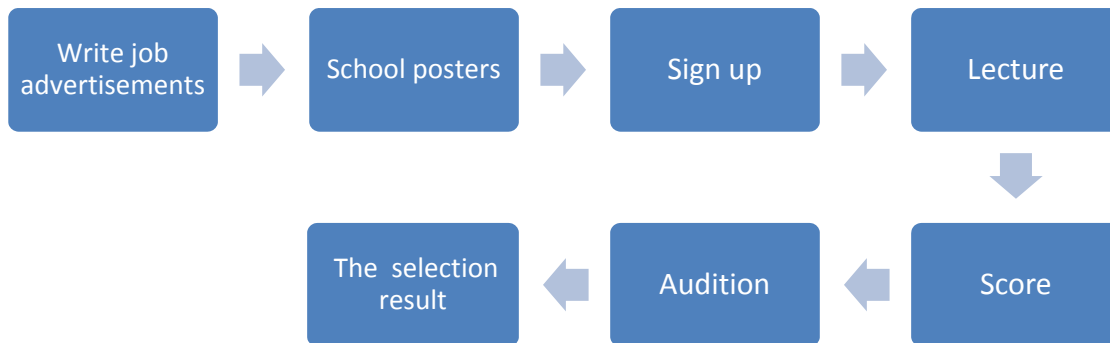 Write job
advertisements
School posters
Sign up
Lecture
Score
Audition
The selection
result